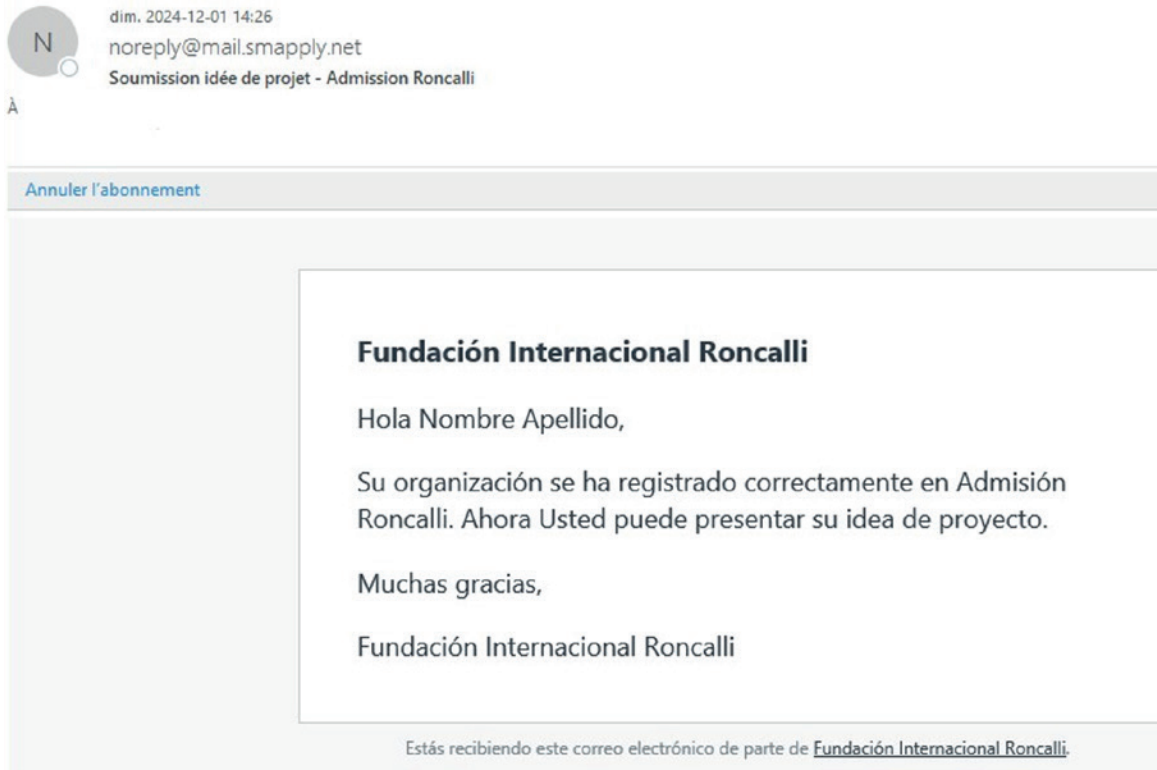 dim. 2024-12-01 14:26
N
noreply@mail.smapply.net
Soumission idée de projet - Admission Roncalli
À
Annuler l'abonnement
Fundación Internacional Roncalli
Hola Nombre Apellido,
Su organización se ha registrado correctamente en Admisión
Roncalli. Ahora Usted puede presentar su idea de proyecto.
Muchas gracias,
Fundación Internacional Roncalli
Estás recibiendo este correo electrónico de parte de Fundación Internacional Roncalli.